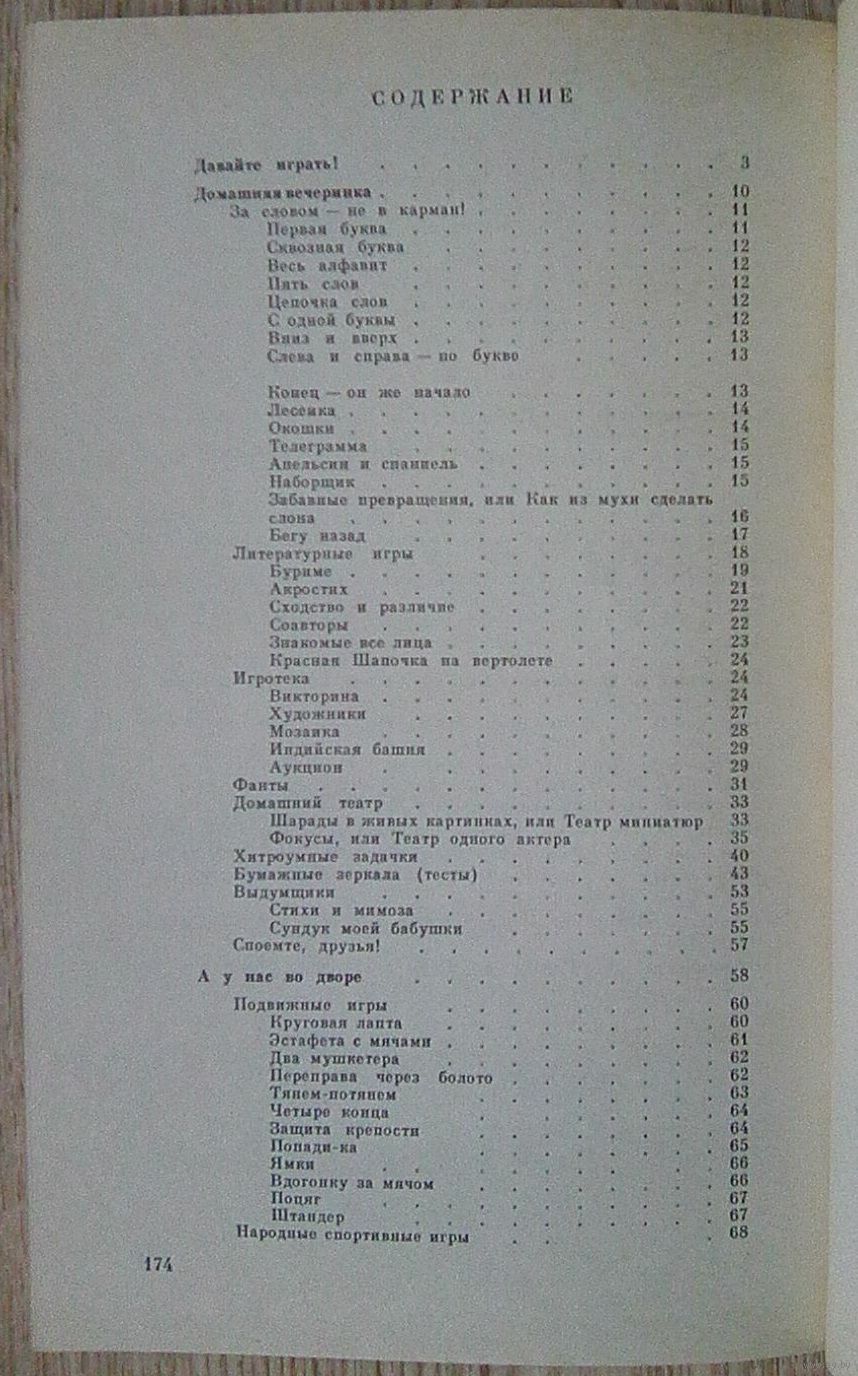 СОДЕРЖАНИЕ
Давайте играть! . . . . . . . . . . . 3
Домашняя вечеринка . . . . . . . . . . . 10
За словом — не в карман! . . . . . . . . 11
Первая буква . . . . . . . . . . 11
Сквозная буква . . . . . . . . . 12
Весь алфавит . . . . . . . . . . 12
Пять слов . . . . . . . . . . 12
Цепочка слов . . . . . . . . . . 12
С одной буквы . . . . . . . . . . 12
Вниз и вверх . . . . . . . . . . 13
Слева и справа — по букве . . . . . 13
Конец — он же начало . . . . . . . 13
Лесенка . . . . . . . . . . . . 14
Окошки . . . . . . . . . . . . 14
Телеграмма . . . . . . . . . . 15
Апельсин и спаниель . . . . . . . . 15
Наборщик . . . . . . . . . . . 15
Забавные превращения, или Как из мухи сделать
слона . . . . . . . . . . . . 16
Бегу назад . . . . . . . . . . 17
Литературные игры . . . . . . . . 18
Буриме . . . . . . . . . . . . 19
Акростих . . . . . . . . . . . 21
Сходство и различие . . . . . . . . 22
Соавторы . . . . . . . . . . . 22
Знакомые все лица . . . . . . . . . 23
Красная Шапочка на вертолете . . . . . 24
Игротека . . . . . . . . . . . . 24
Викторина . . . . . . . . . . . 24
Художники . . . . . . . . . . 27
Мозаика . . . . . . . . . . . 28
Индийская башня . . . . . . . . . 29
Аукцион . . . . . . . . . . 29
Фанты . . . . . . . . . . . . . 31
Домашний театр . . . . . . . . . . 33
Шарады в живых картинках, или Театр миниатюр 33
Фокусы, или Театр одного актера . . . . 35
Хитроумные задачки . . . . . . . . . 40
Бумажные зеркала (тесты) . . . . . . . 43
Выдумщики . . . . . . . . . . . 53
Стихи и мимоза . . . . . . . . . 55
Сундук моей бабушки . . . . . . . 55
Споемте, друзья! . . . . . . . . . . 57
А у нас во дворе . . . . . . . . . . 58
Подвижные игры . . . . . . . . . 60
Круговая лапта . . . . . . . . . 60
Эстафета с мячами . . . . . . . . . 61
Два мушкетера . . . . . . . . . 62
Переправа через болото . . . . . . . 62
Тянем-потянем . . . . . . . . 63
Четыре конца . . . . . . . . 64
Защита крепости . . . . . . . . 64
Попади-ка . . . . . . . . 65
Ямки . . . . . . . . . . 66
Вдогонку за мячом . . . . . . . . 66
Поцяг . . . . . . . . . . . 67
Штандер . . . . . . . . . . 67
Народные спортивные игры . . . 68
174